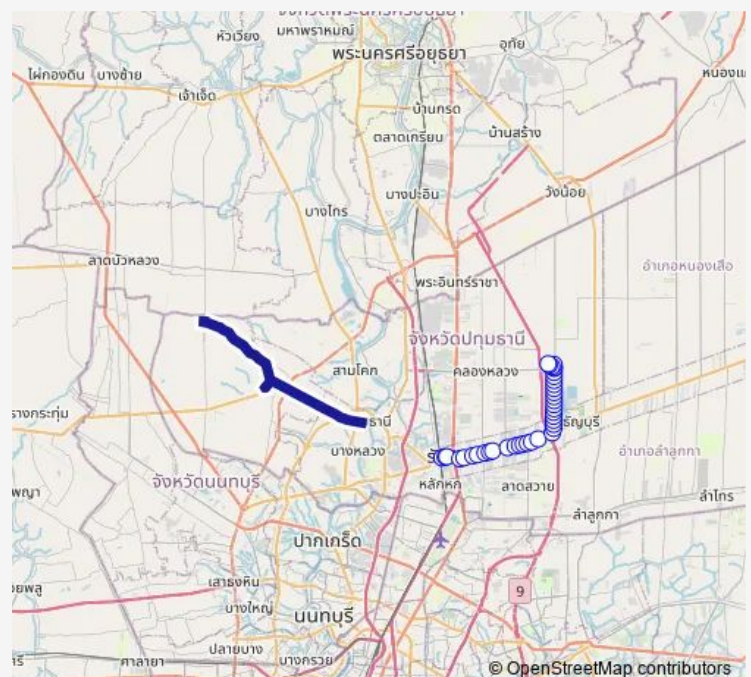 หัวเวียง
มหาพราหมณ์
พระนครศรีอยุธยา
อุทัย
ไผ่กองดิน
บางซ้าย
เจ้าเจ็ด
บ้านกรด
ตลาดเกรียบ
บ้านสร้าง
บางปะอิน
วังน้อย
บางไทร
ลาดบัวหลวง
อำเภอหนองเสือ
พระอินทร์ราชา
จังหวัดปทุมธานี
สามโคก
คลองหลวง
ธานี
ธัญบุรี
บางหลวง
อำเภอลำลูกกา
จังหวัดนนทบุรี
หลักหก
ลาดสวาย
ลำลูกกา
ลำไทร
ปากเกร็ด
เสาธงหิน
บางใหญ่
9
นนทบุรี
ปลายบาง
ศาลายา
บางกรวย
© OpenStreetMap contributors